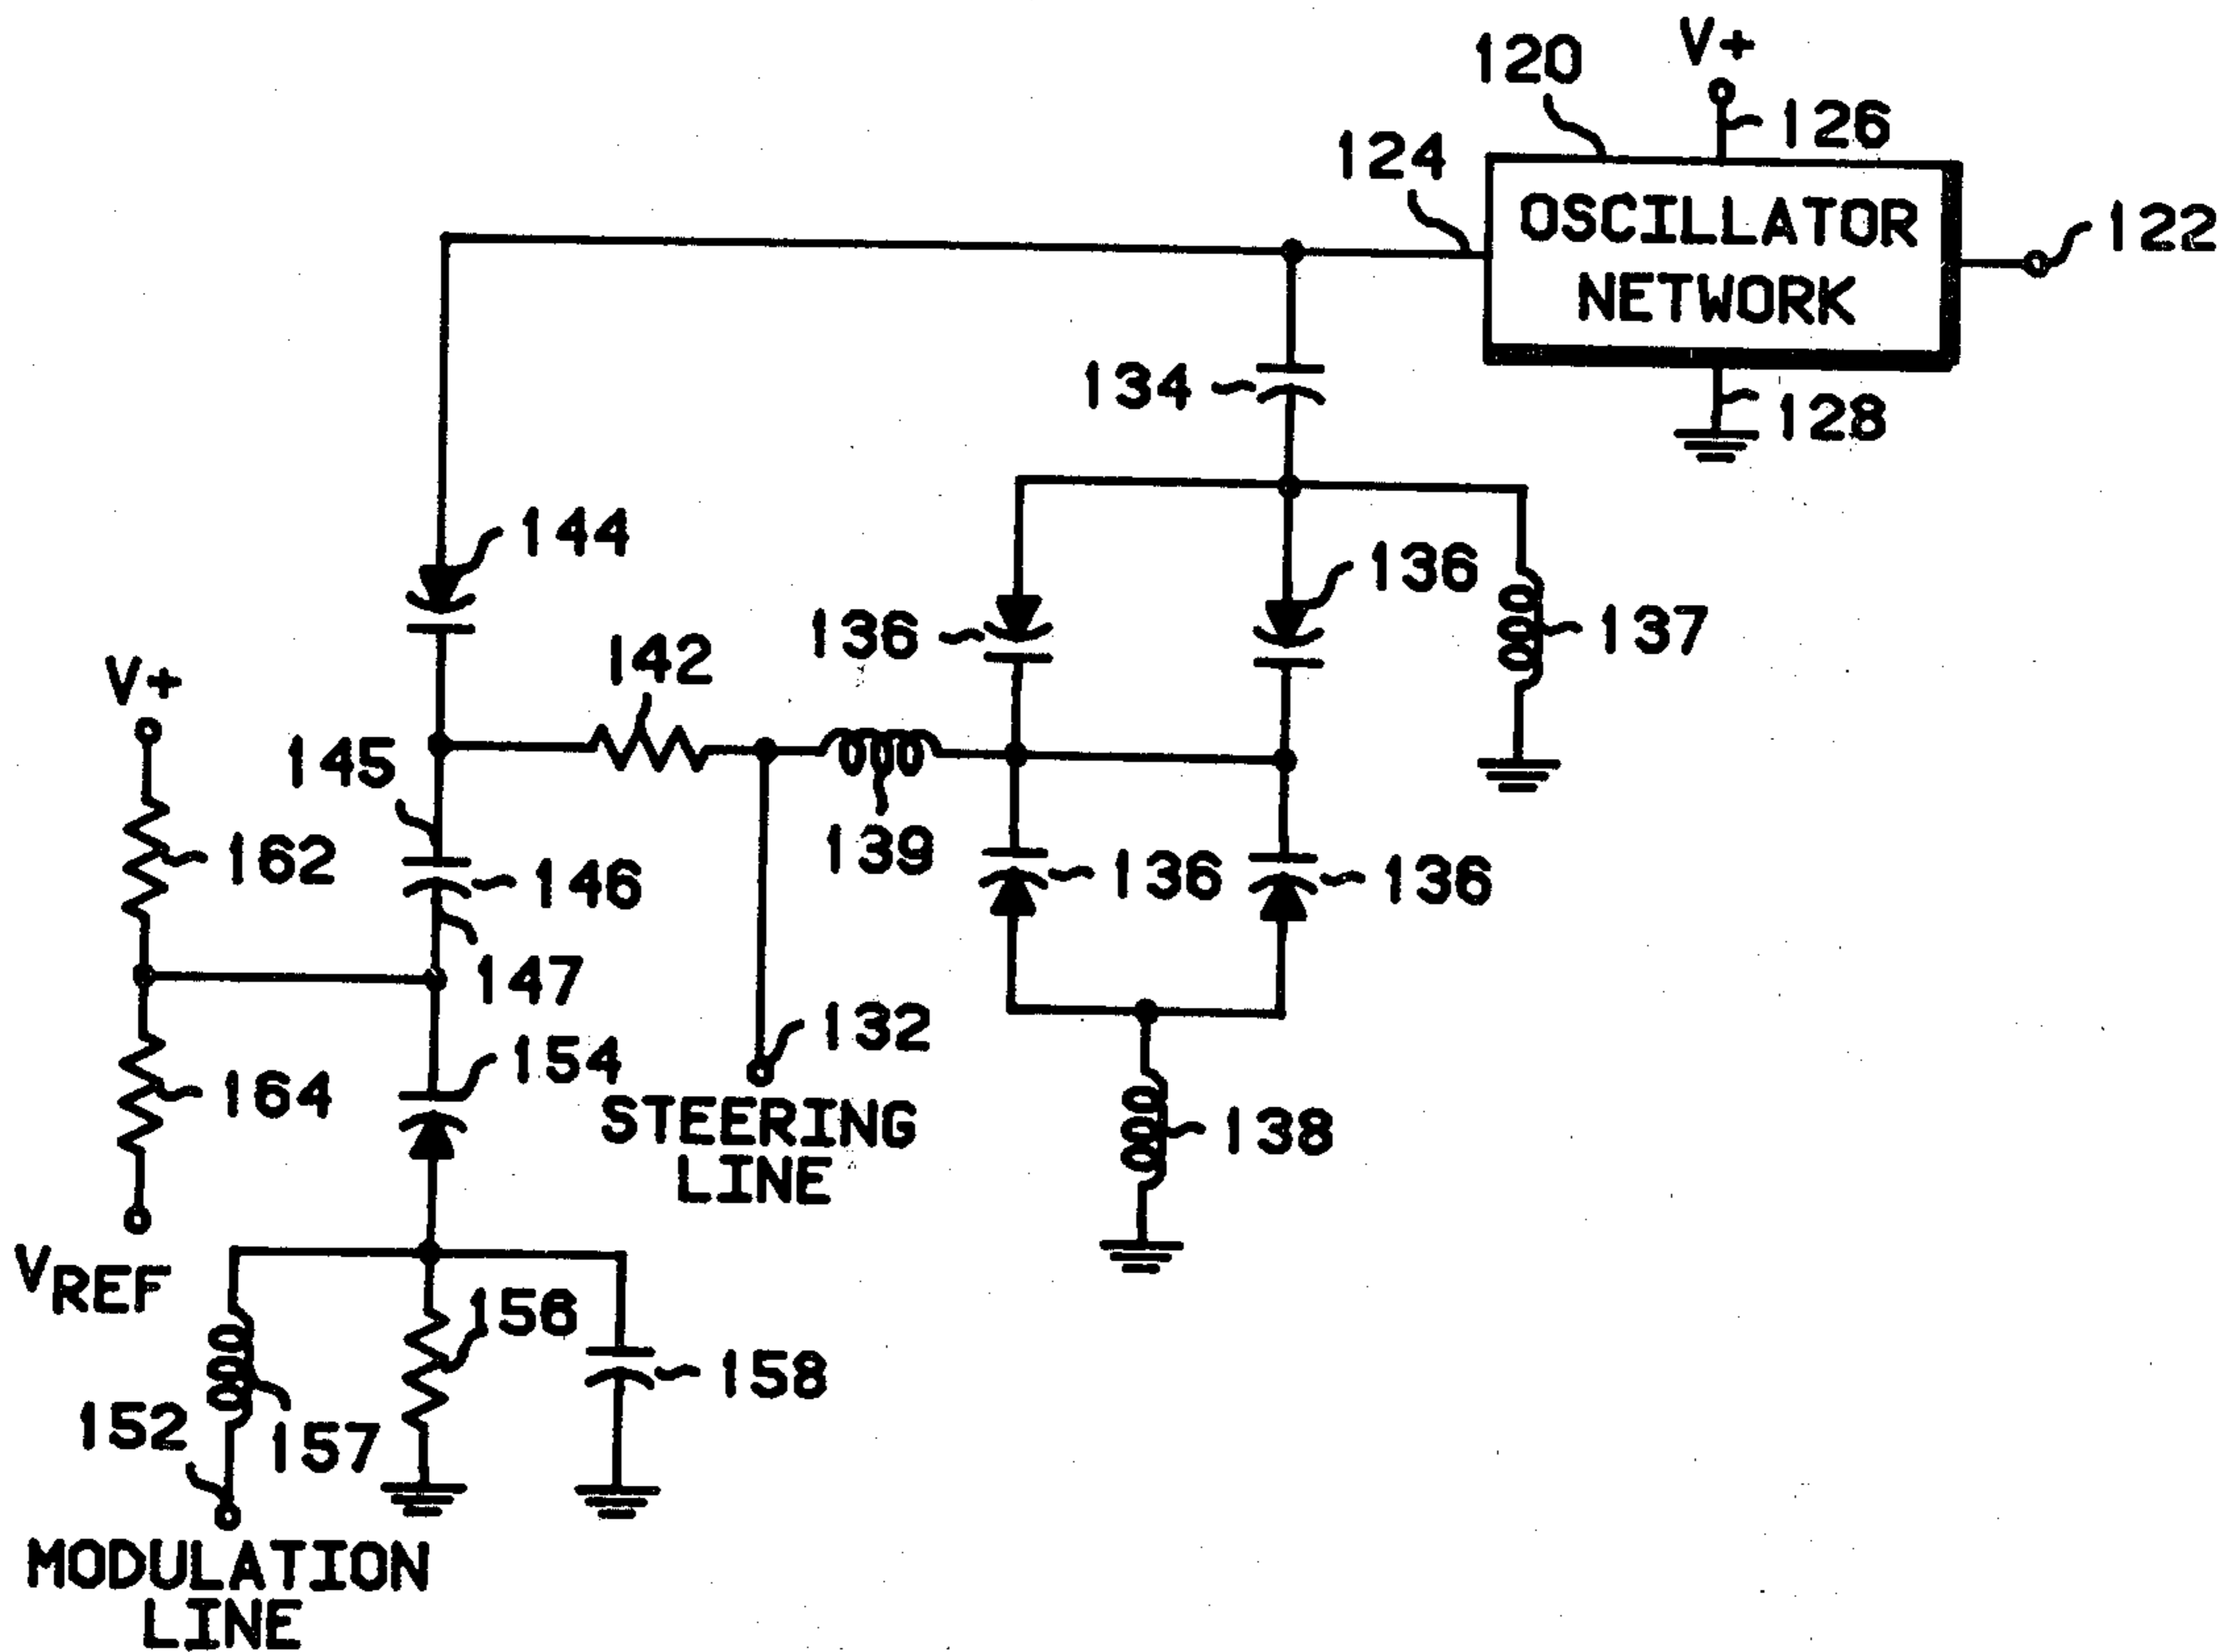 V+
120
126
124
OSCILLATOR
NETWORK
122
134
128
144
136
136
137
142
V+
145
139
162
146
136
136
147
132
154
164
STEERING
LINE
138
VREF
156
158
152
157
MODULATION
LINE